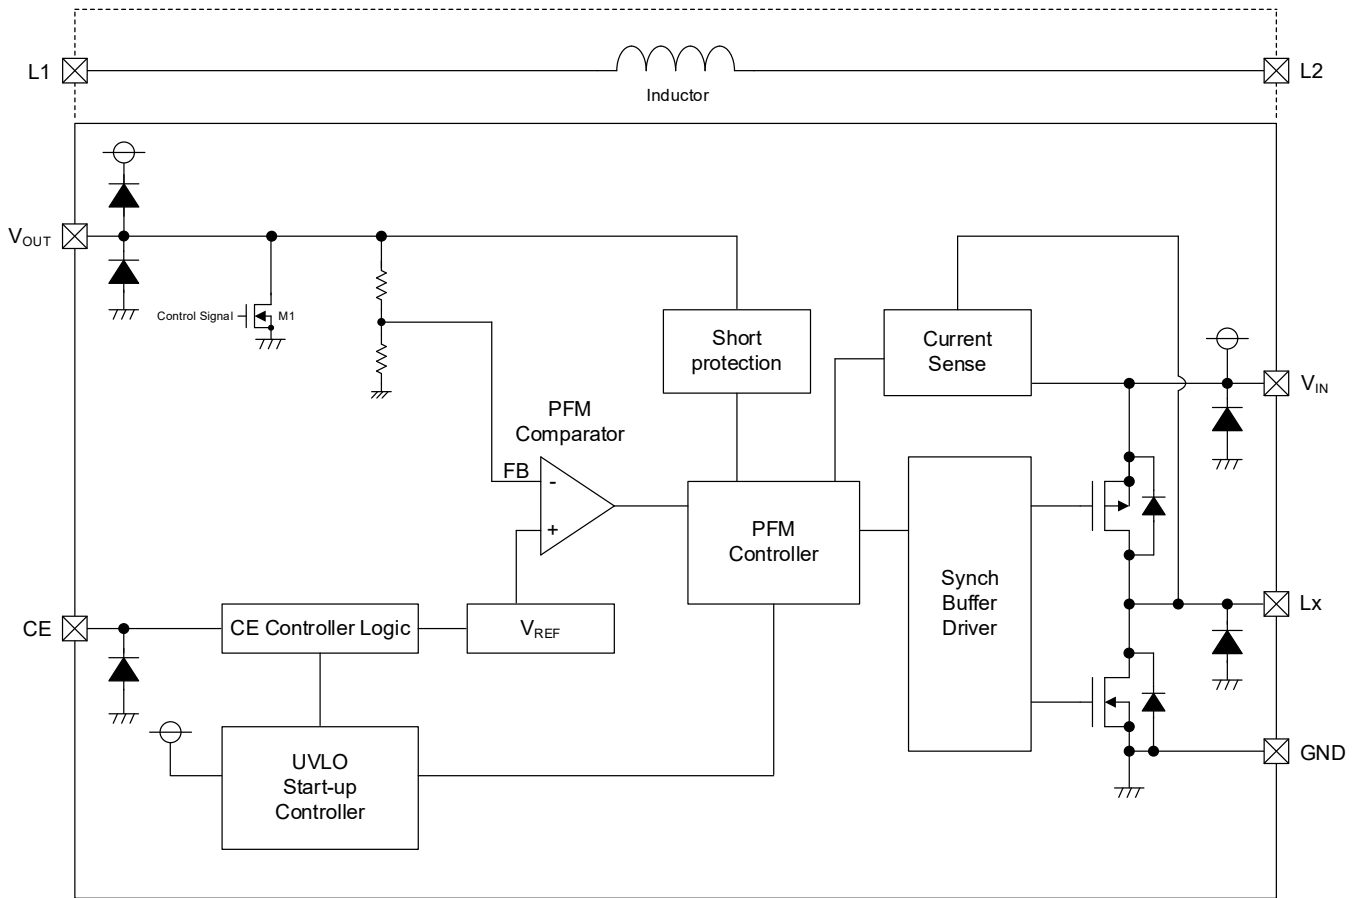 L1
L2
Inductor
VOUT
Control Signal
M1
Short
protection
Current
Sense
VIN
PFM
Comparator
FB
-
+
PFM
Controller
Synch
Buffer
Driver
Lx
CE
CE Controller Logic
VREF
UVLO
Start-up
Controller
GND